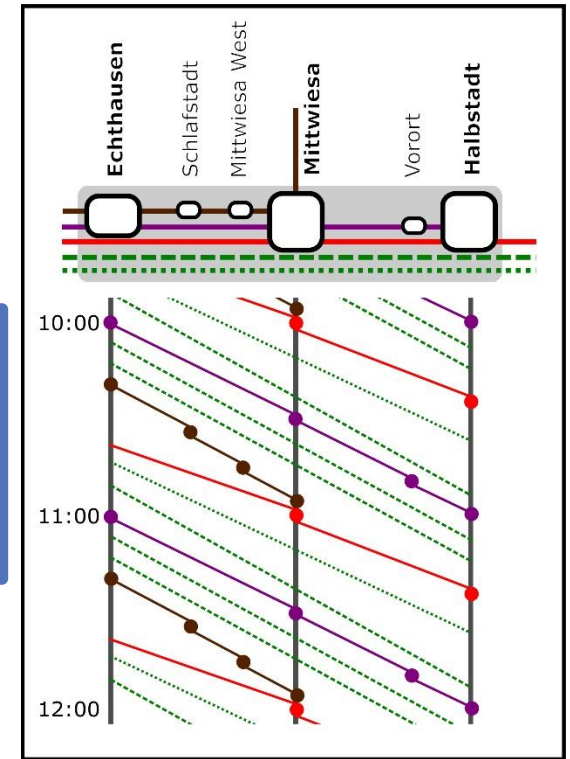 Echthausen
Schlafstadt
Mittwiesa West
Mittwiesa
Vorort
Halbstadt
10:00
11:00
12:00